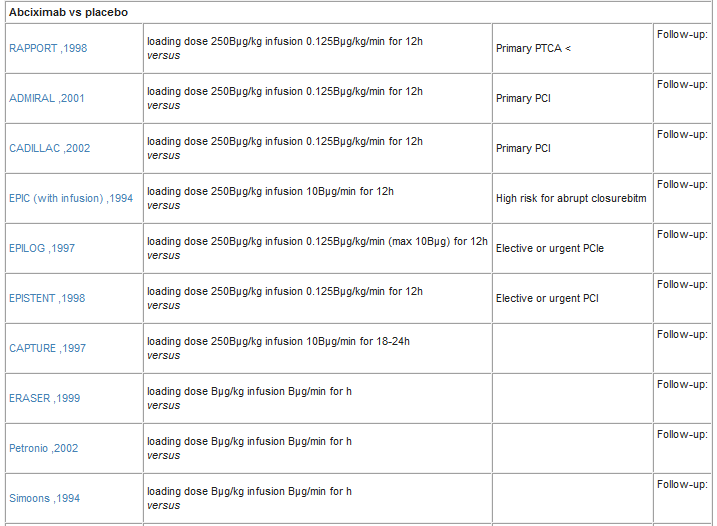 Abciximab vs placebo
RAPPORT ,1998
loading dose 250Bµg/kg infusion 0.125Bµg/kg/min for 12h
versus
Primary PTCA <
Follow-up:
ADMIRAL ,2001
loading dose 250Bµg/kg infusion 0.125Bµg/kg/min for 12h
versus
Primary PCI
Follow-up:
CADILLAC ,2002
loading dose 250Bµg/kg infusion 0.125Bµg/kg/min for 12h
versus
Primary PCI
Follow-up:
EPIC (with infusion) ,1994
loading dose 250Bµg/kg infusion 10Bµg/min for 12h
versus
High risk for abrupt closurebitm
Follow-up:
EPILOG ,1997
loading dose 250Bµg/kg infusion 0.125Bµg/kg/min (max 10Bµg) for 12h
versus
Elective or urgent PCIe
Follow-up:
EPISTENT ,1998
loading dose 250Bµg/kg infusion 0.125Bµg/kg/min for 12h
versus
Elective or urgent PCI
Follow-up:
CAPTURE ,1997
loading dose 250Bµg/kg infusion 10Bµg/min for 18-24h
versus
Follow-up:
ERASER ,1999
loading dose Bµg/kg infusion Bµg/min for h
versus
Follow-up:
Petronio ,2002
loading dose Bµg/kg infusion Bµg/min for h
versus
Follow-up:
Simoons ,1994
loading dose Bµg/kg infusion Bµg/min for h
versus
Follow-up: